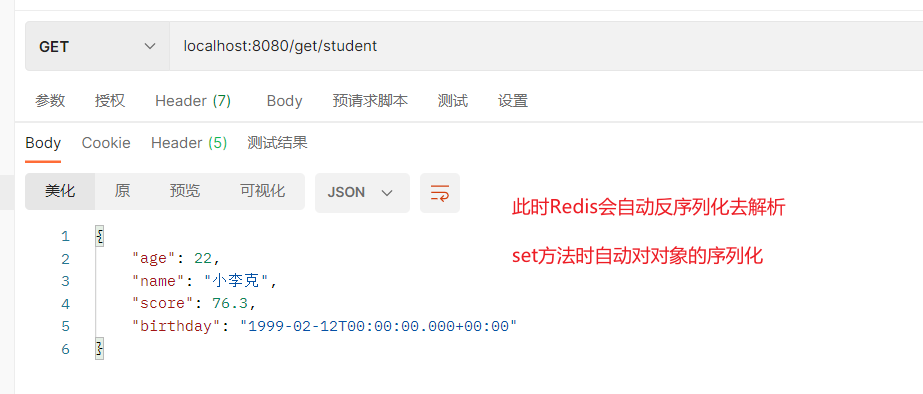 GET localhost:8080/get/student
参数 授权 Header (7) Body 预请求脚本 测试 设置
Body Cookie Header (5) 测试结果
美化 原 预览 可视化 JSON
此时Redis会自动反序列化去解析
set方法时自动对对象的序列化
1 {
2 "age": 22,
3 "name": "小李克",
4 "score": 76.3,
5 "birthday": "1999-02-12T00:00:00.000+00:00"
6 }